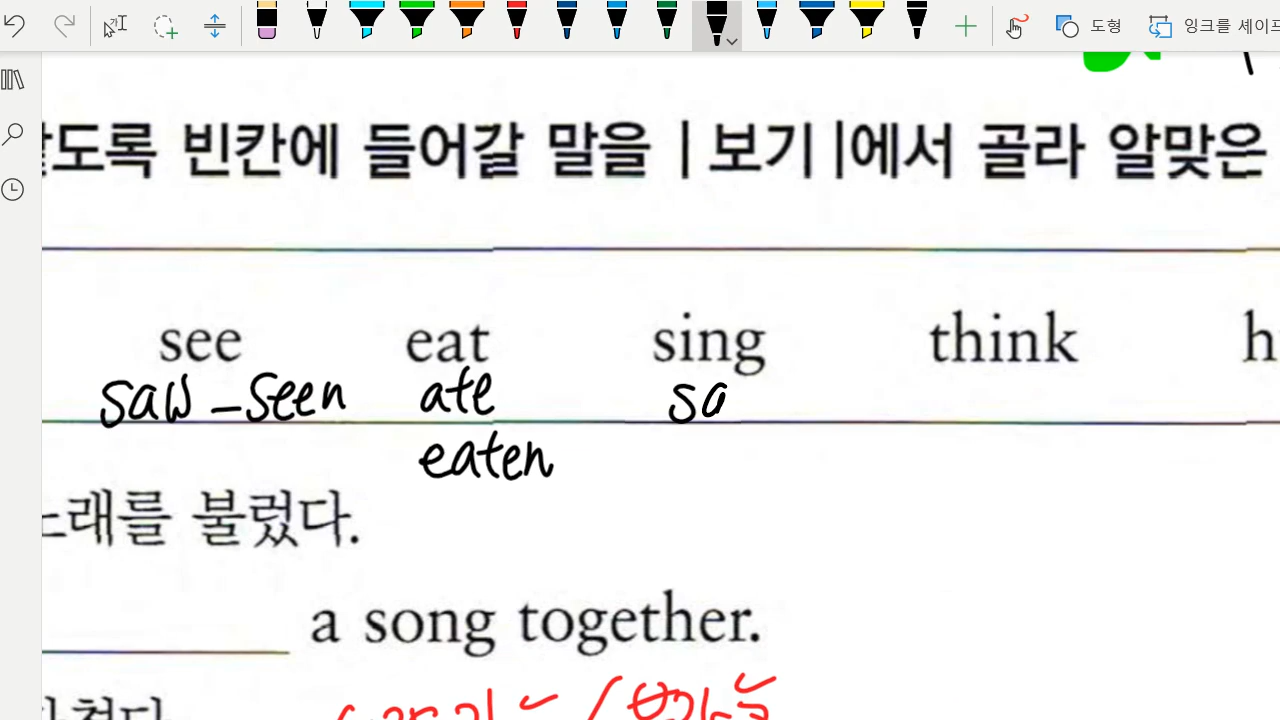 도형 잉크를 셰이프
도록 빈칸에 들어갈 말을 | 보기 |에서 골라 알맞은
see eat sing think h
saw - seen ate sa
eaten
노래를 불렀다.
a song together.